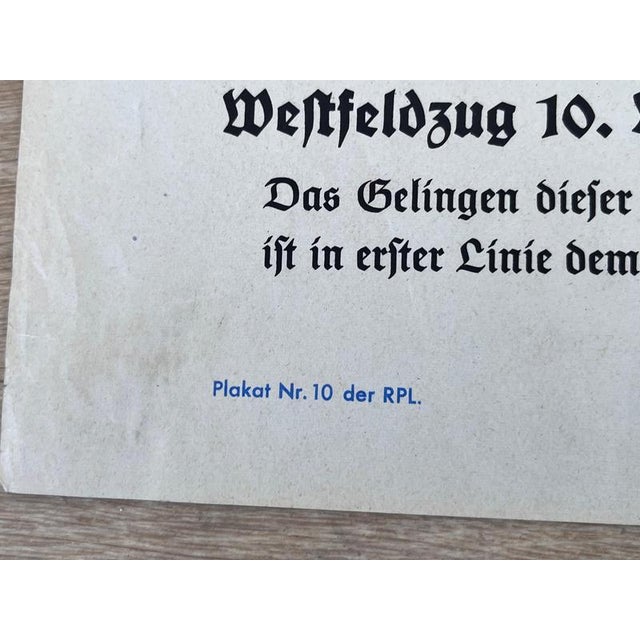 Westfeldzug 10.
Das Gelingen dieser
ist in erster Linie dem
Plakat Nr. 10 der RPL.